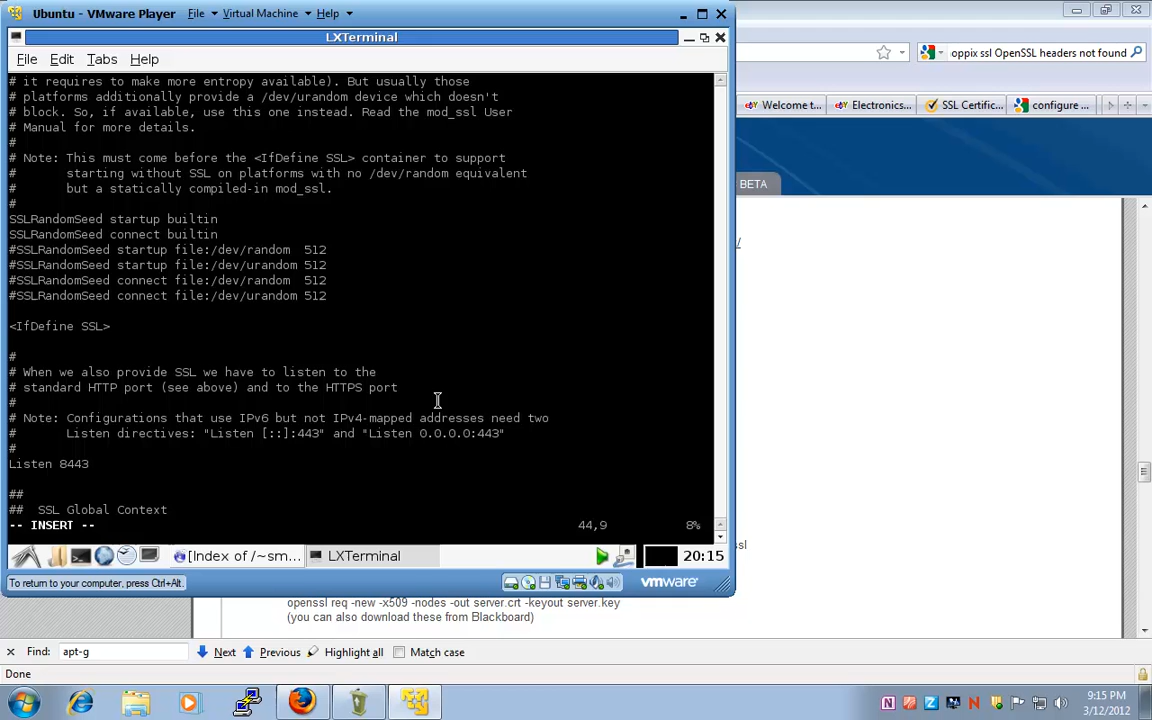 Ubuntu - VMware Player File Virtual Machine Help
LXTerminal
File Edit Tabs Help
# it requires to make more entropy available). But usually those
# platforms additionally provide a /dev/urandom device which doesn't
# block. So, if available, use this one instead. Read the mod_ssl User
# Manual for more details.
#
# Note: This must come before the <IfDefine SSL> container to support
#       starting without SSL on platforms with no /dev/random equivalent
#       but a statically compiled-in mod_ssl.
#
SSLRandomSeed startup builtin
SSLRandomSeed connect builtin
#SSLRandomSeed startup file:/dev/random  512
#SSLRandomSeed startup file:/dev/urandom 512
#SSLRandomSeed connect file:/dev/random  512
#SSLRandomSeed connect file:/dev/urandom 512
<IfDefine SSL>
#
# When we also provide SSL we have to listen to the
# standard HTTP port (see above) and to the HTTPS port
#
# Note: Configurations that use IPv6 but not IPv4-mapped addresses need two
#       Listen directives: "Listen [::]:443" and "Listen 0.0.0.0:443"
#
Listen 8443
##
##  SSL Global Context
-- INSERT -- 44,9 8%
[Index of /~sm... LXTerminal 20:15
To return to your computer, press Ctrl+Alt. vmware
oppix ssl OpenSSL headers not found
Welcome t... Electronics... SSL Certific... configure ...
BETA
/
ssl
openssl req -new -x509 -nodes -out server.crt -keyout server.key
(you can also download these from Blackboard)
Find: apt-g Next Previous Highlight all Match case
Done
9:15 PM
3/12/2012